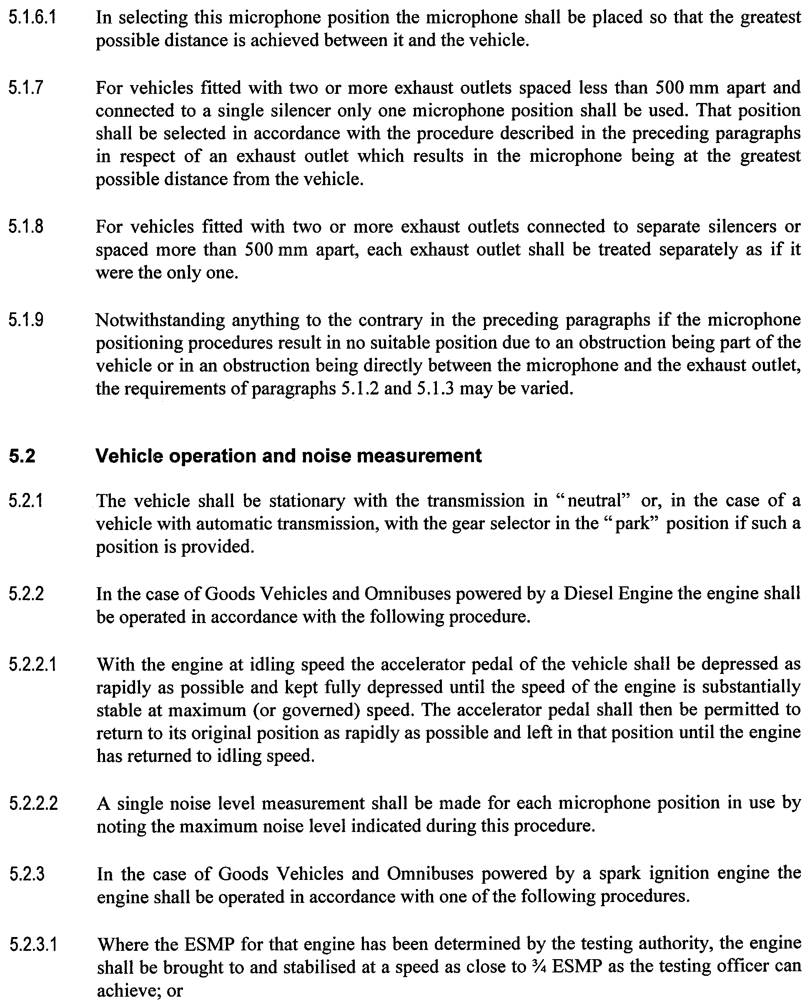 5.1.6.1 In selecting this microphone position the microphone shall be placed so that the greatest
possible distance is achieved between it and the vehicle.
5.1.7 For vehicles fitted with two or more exhaust outlets spaced less than 500 mm apart and
connected to a single silencer only one microphone position shall be used. That position
shall be selected in accordance with the procedure described in the preceding paragraphs
in respect of an exhaust outlet which results in the microphone being at the greatest
possible distance from the vehicle.
5.1.8 For vehicles fitted with two or more exhaust outlets connected to separate silencers or
spaced more than 500 mm apart, each exhaust outlet shall be treated separately as if it
were the only one.
5.1.9 Notwithstanding anything to the contrary in the preceding paragraphs if the microphone
positioning procedures result in no suitable position due to an obstruction being part of the
vehicle or in an obstruction being directly between the microphone and the exhaust outlet,
the requirements of paragraphs 5.1.2 and 5.1.3 may be varied.
5.2 Vehicle operation and noise measurement
5.2.1 The vehicle shall be stationary with the transmission in “neutral” or, in the case of a
vehicle with automatic transmission, with the gear selector in the “park” position if such a
position is provided.
5.2.2 In the case of Goods Vehicles and Omnibuses powered by a Diesel Engine the engine shall
be operated in accordance with the following procedure.
5.2.2.1 With the engine at idling speed the accelerator pedal of the vehicle shall be depressed as
rapidly as possible and kept fully depressed until the speed of the engine is substantially
stable at maximum (or governed) speed. The accelerator pedal shall then be permitted to
return to its original position as rapidly as possible and left in that position until the engine
has returned to idling speed.
5.2.2.2 A single noise level measurement shall be made for each microphone position in use by
noting the maximum noise level indicated during this procedure.
5.2.3 In the case of Goods Vehicles and Omnibuses powered by a spark ignition engine the
engine shall be operated in accordance with one of the following procedures.
5.2.3.1 Where the ESMP for that engine has been determined by the testing authority, the engine
shall be brought to and stabilised at a speed as close to ¾ ESMP as the testing officer can
achieve; or